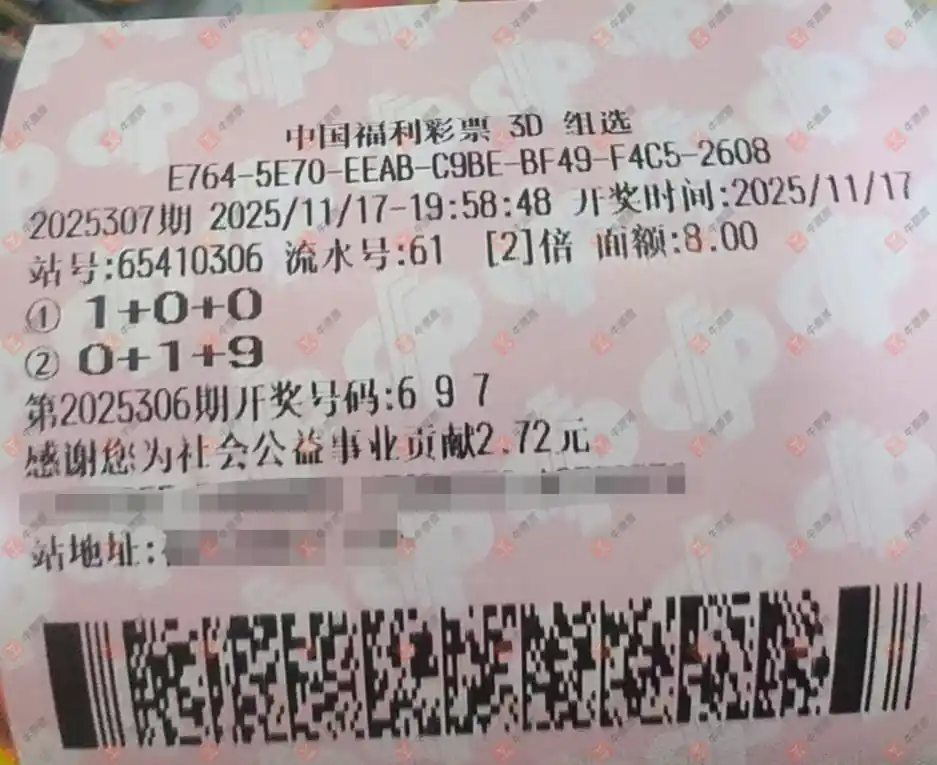 中国福利彩票 3D 组选
E764-5E70-EEAB-C9BE-BF49-F4C5-2608
2025307期 2025/11/17-19:58:48 开奖时间:2025/11/17
站号:65410306 流水号:61 [2]倍 面额:8.00
① 1+0+0
② 0+1+9
第2025306期开奖号码:6 9 7
感谢您为社会公益事业贡献2.72元
站地址: